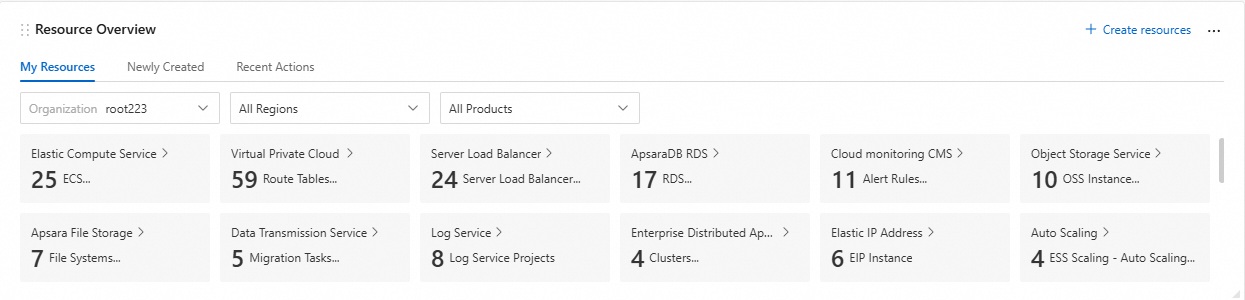 Resource Overview
Create resources
My Resources Newly Created Recent Actions
Organization root223 All Regions All Products
Elastic Compute Service Virtual Private Cloud Server Load Balancer ApsaraDB RDS Cloud monitoring CMS Object Storage Service
25 ECS... 59 Route Tables... 24 Server Load Balancer... 17 RDS... 11 Alert Rules... 10 OSS Instance...
Apsara File Storage Data Transmission Service Log Service Enterprise Distributed Ap... Elastic IP Address Auto Scaling
7 File Systems... 5 Migration Tasks... 8 Log Service Projects 4 Clusters... 6 EIP Instance 4 ESS Scaling - Auto Scaling...